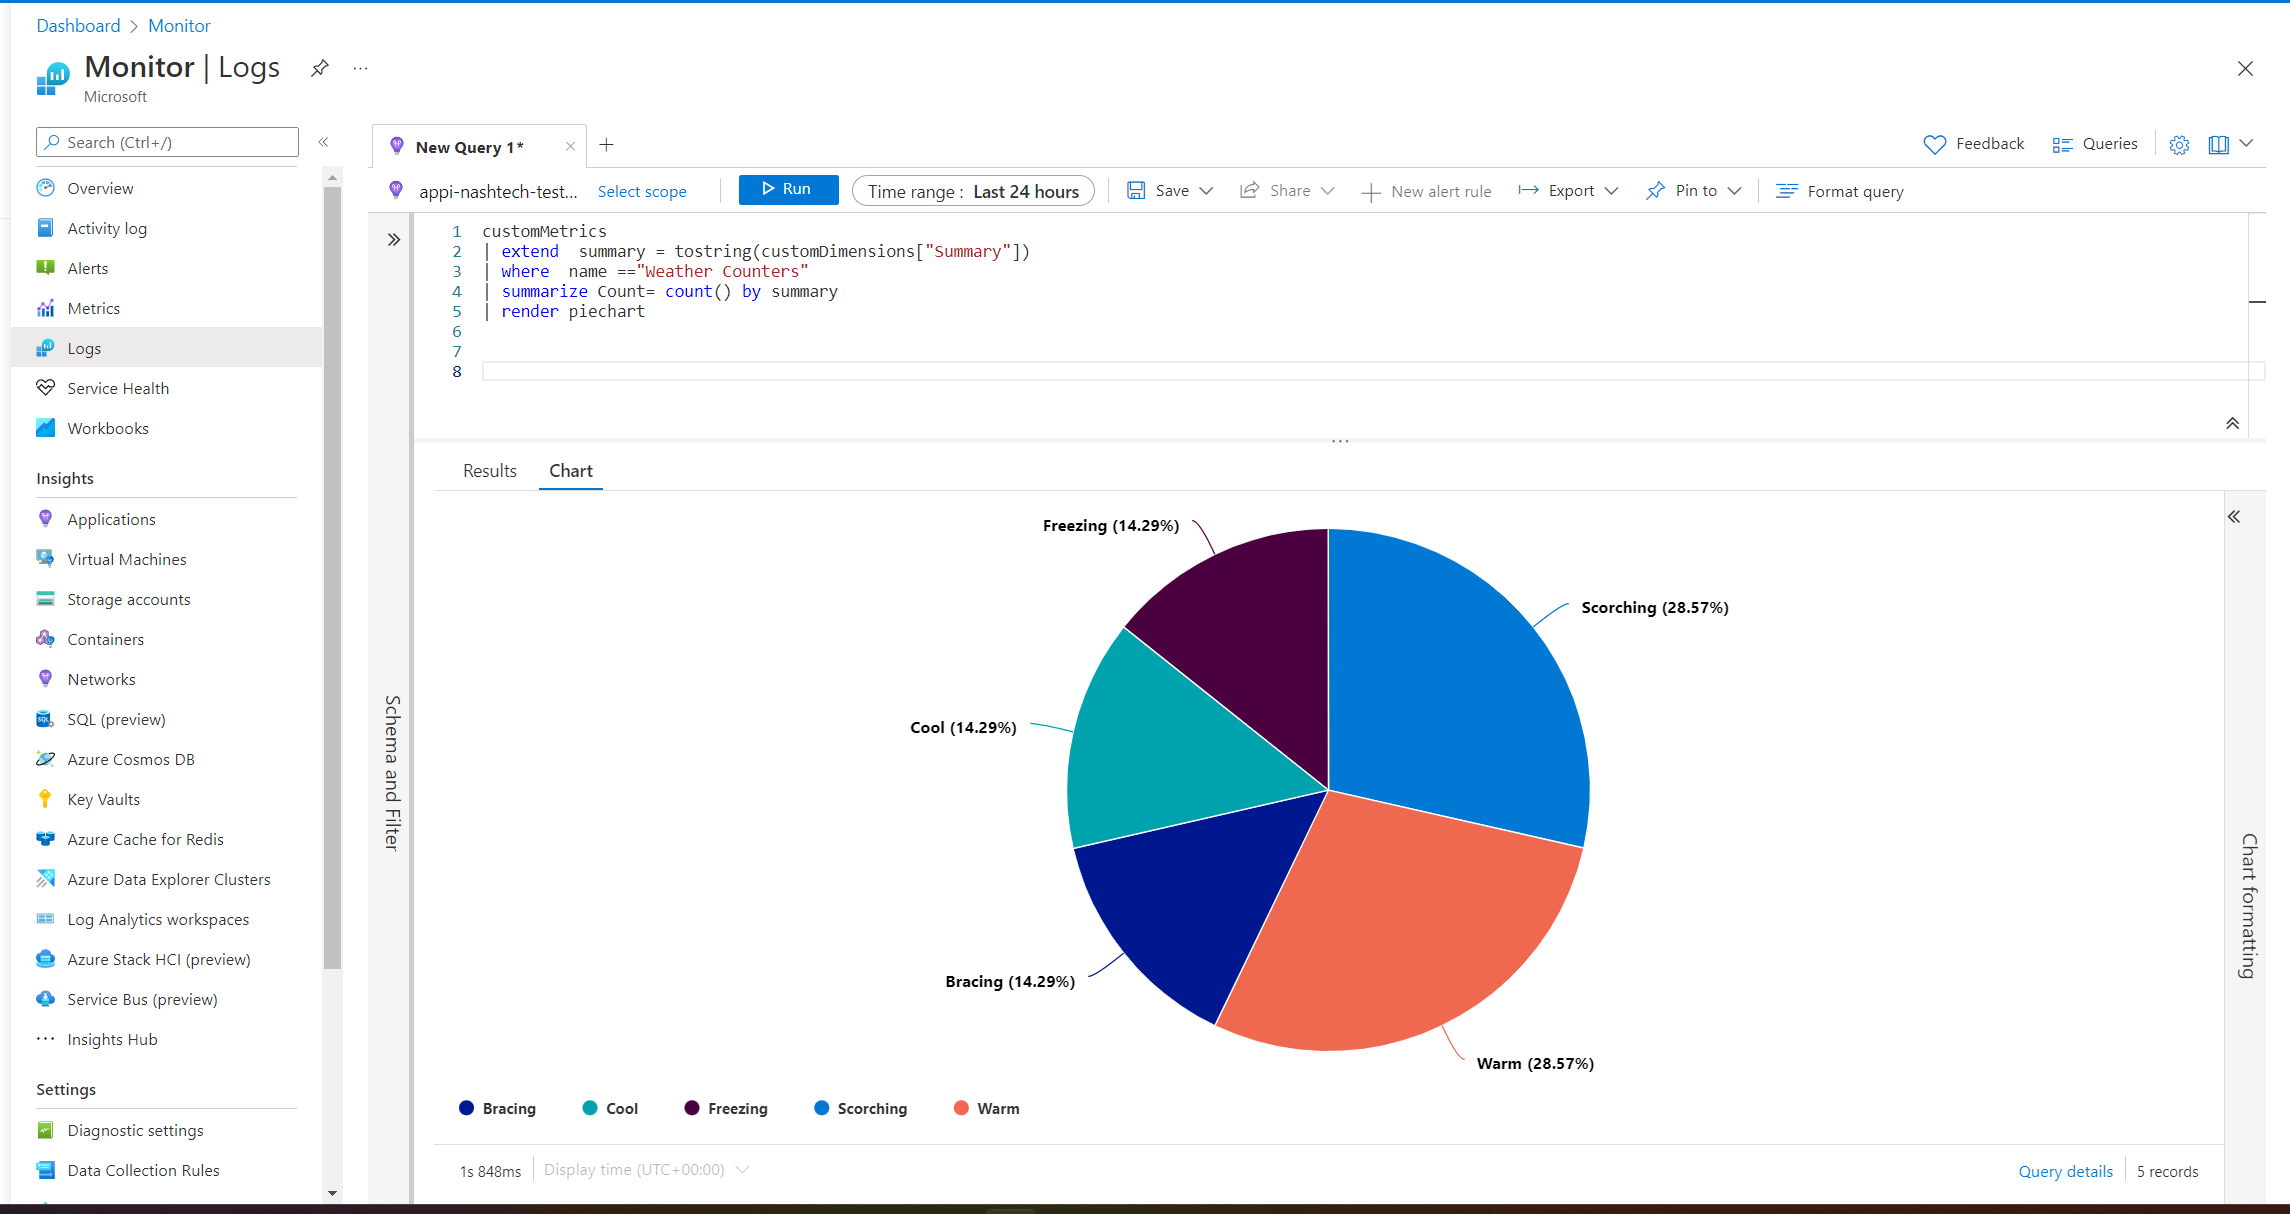 Dashboard > Monitor
Monitor | Logs
...
Microsoft
Search (Ctrl+/)
«
Overview
Activity log
Alerts
Metrics
Logs
Service Health
Workbooks
Insights
Applications
Virtual Machines
Storage accounts
Containers
Networks
SQL (preview)
Azure Cosmos DB
Key Vaults
Azure Cache for Redis
Azure Data Explorer Clusters
Log Analytics workspaces
Azure Stack HCI (preview)
Service Bus (preview)
Insights Hub
Settings
Diagnostic settings
Data Collection Rules
New Query 1*
Feedback
Queries
appi-nashtech-test...
Select scope
Run
Time range : Last 24 hours
Save
Share
New alert rule
Export
Pin to
Format query
Schema and Filter
1 customMetrics
2 | extend  summary = tostring(customDimensions["Summary"])
3 | where  name =="Weather Counters"
4 | summarize Count= count() by summary
5 | render piechart
6
7
8
Results
Chart
Freezing (14.29%)
Scorching (28.57%)
Cool (14.29%)
Bracing (14.29%)
Warm (28.57%)
Bracing
Cool
Freezing
Scorching
Warm
Chart formatting
1s 848ms
Display time (UTC+00:00)
Query details
5 records